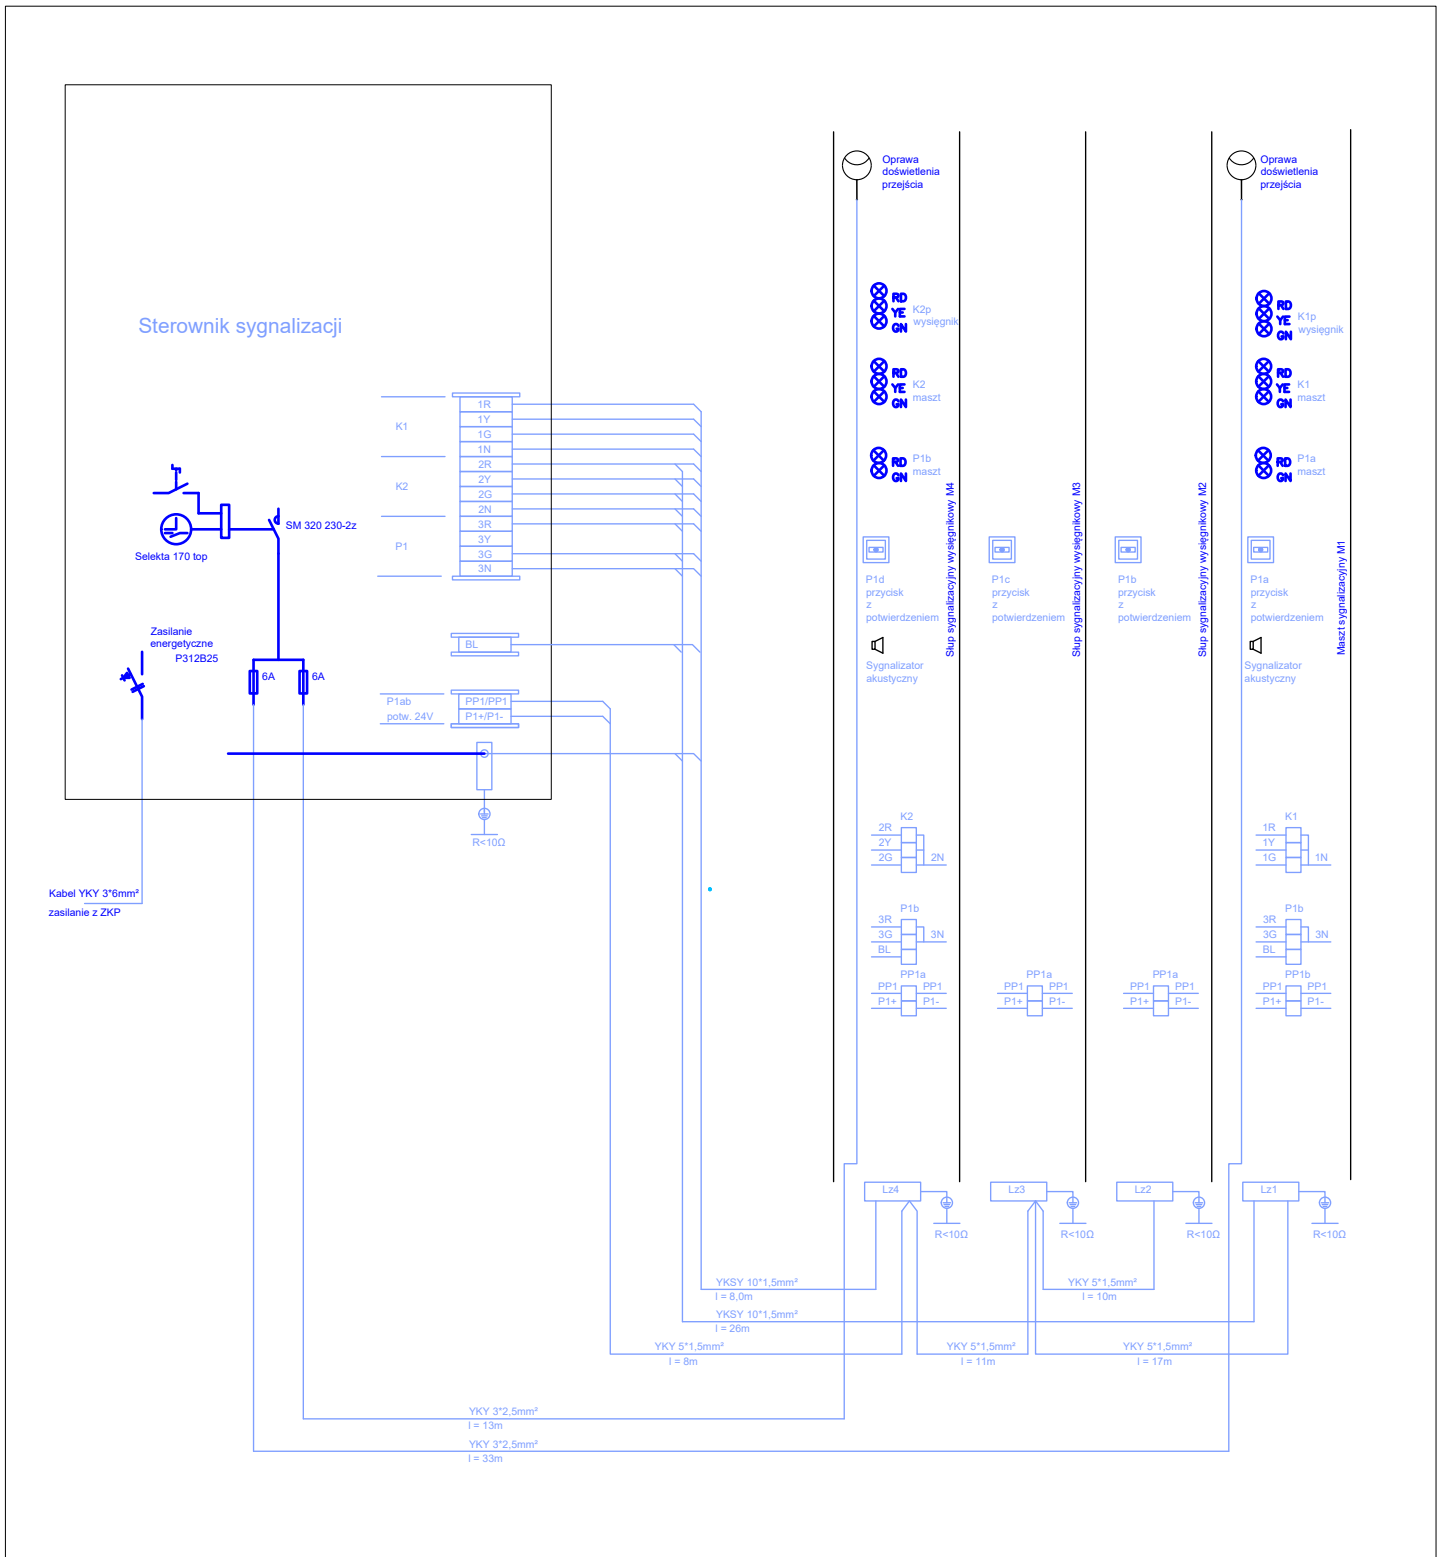 Sterownik sygnalizacji
K1
K2
P1
1R
1Y
1G
1N
2R
2Y
2G
2N
3R
3Y
3G
3N
SM 320 230-2z
Selekta 170 top
Zasilanie
energetyczne
P312B25
6A
6A
BL
P1ab
potw. 24V
PP1/PP1
P1+/P1-
R<10Ω
Kabel YKY 3*6mm²
zasilanie z ZKP
Oprawa
doświetlenia
przejścia
RD
YE
GN
K2p
wysięgnik
RD
YE
GN
K2
maszt
RD
GN
P1b
maszt
P1d
przycisk
z
potwierdzeniem
Sygnalizator
akustyczny
Słup sygnalizacyjny wysięgnikowy M4
P1c
przycisk
z
potwierdzeniem
Słup sygnalizacyjny wysięgnikowy M3
P1b
przycisk
z
potwierdzeniem
Słup sygnalizacyjny wysięgnikowy M2
Oprawa
doświetlenia
przejścia
RD
YE
GN
K1p
wysięgnik
RD
YE
GN
K1
maszt
RD
GN
P1a
maszt
P1a
przycisk
z
potwierdzeniem
Sygnalizator
akustyczny
Maszt sygnalizacyjny M1
K2
2R
2Y
2G 2N
P1b
3R
3G 3N
BL
PP1a
PP1 PP1
P1+ P1-
PP1a
PP1 PP1
P1+ P1-
PP1a
PP1 PP1
P1+ P1-
K1
1R
1Y
1G 1N
P1b
3R
3G 3N
BL
PP1b
PP1 PP1
P1+ P1-
Lz4
R<10Ω
Lz3
R<10Ω
Lz2
R<10Ω
Lz1
R<10Ω
YKSY 10*1,5mm²
l = 8,0m
YKY 5*1,5mm²
l = 10m
YKSY 10*1,5mm²
l = 26m
YKY 5*1,5mm²
l = 8m
YKY 5*1,5mm²
l = 11m
YKY 5*1,5mm²
l = 17m
YKY 3*2,5mm²
l = 13m
YKY 3*2,5mm²
l = 33m